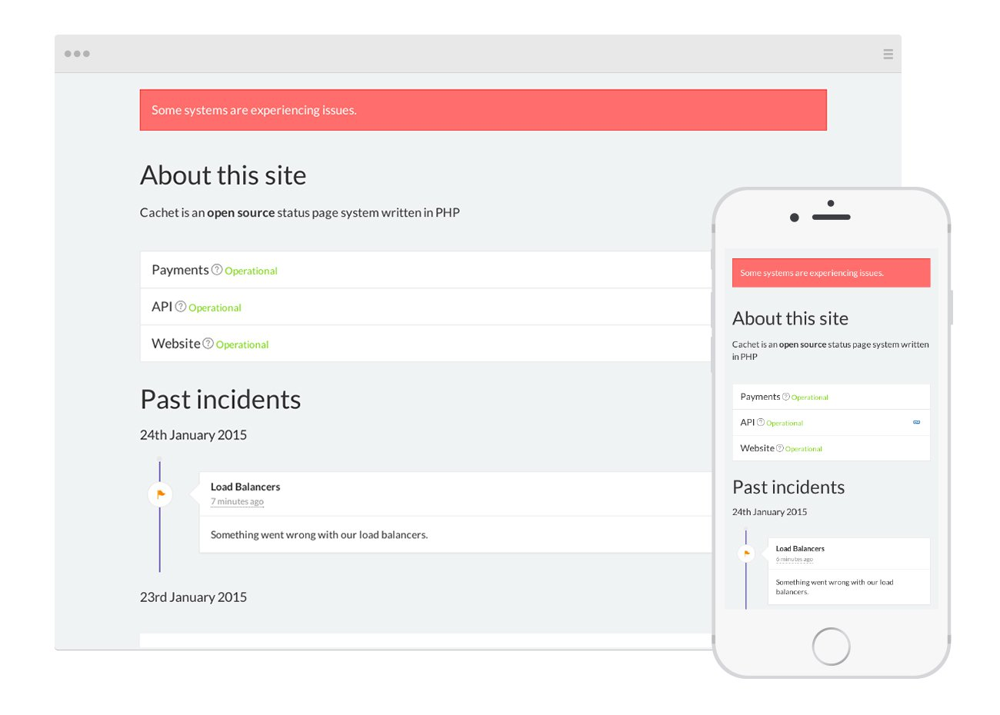 Some systems are experiencing issues.
About this site
Cachet is an open source status page system written in PHP
Payments ? Operational
API ? Operational
Website ? Operational
Past incidents
24th January 2015
Load Balancers
7 minutes ago
Something went wrong with our load balancers.
23rd January 2015
Some systems are experiencing issues.
About this site
Cachet is an open source status page system written
in PHP
Payments ? Operational
API ? Operational
Website ? Operational
Past incidents
24th January 2015
Load Balancers
6 minutes ago
Something went wrong with our load
balancers.